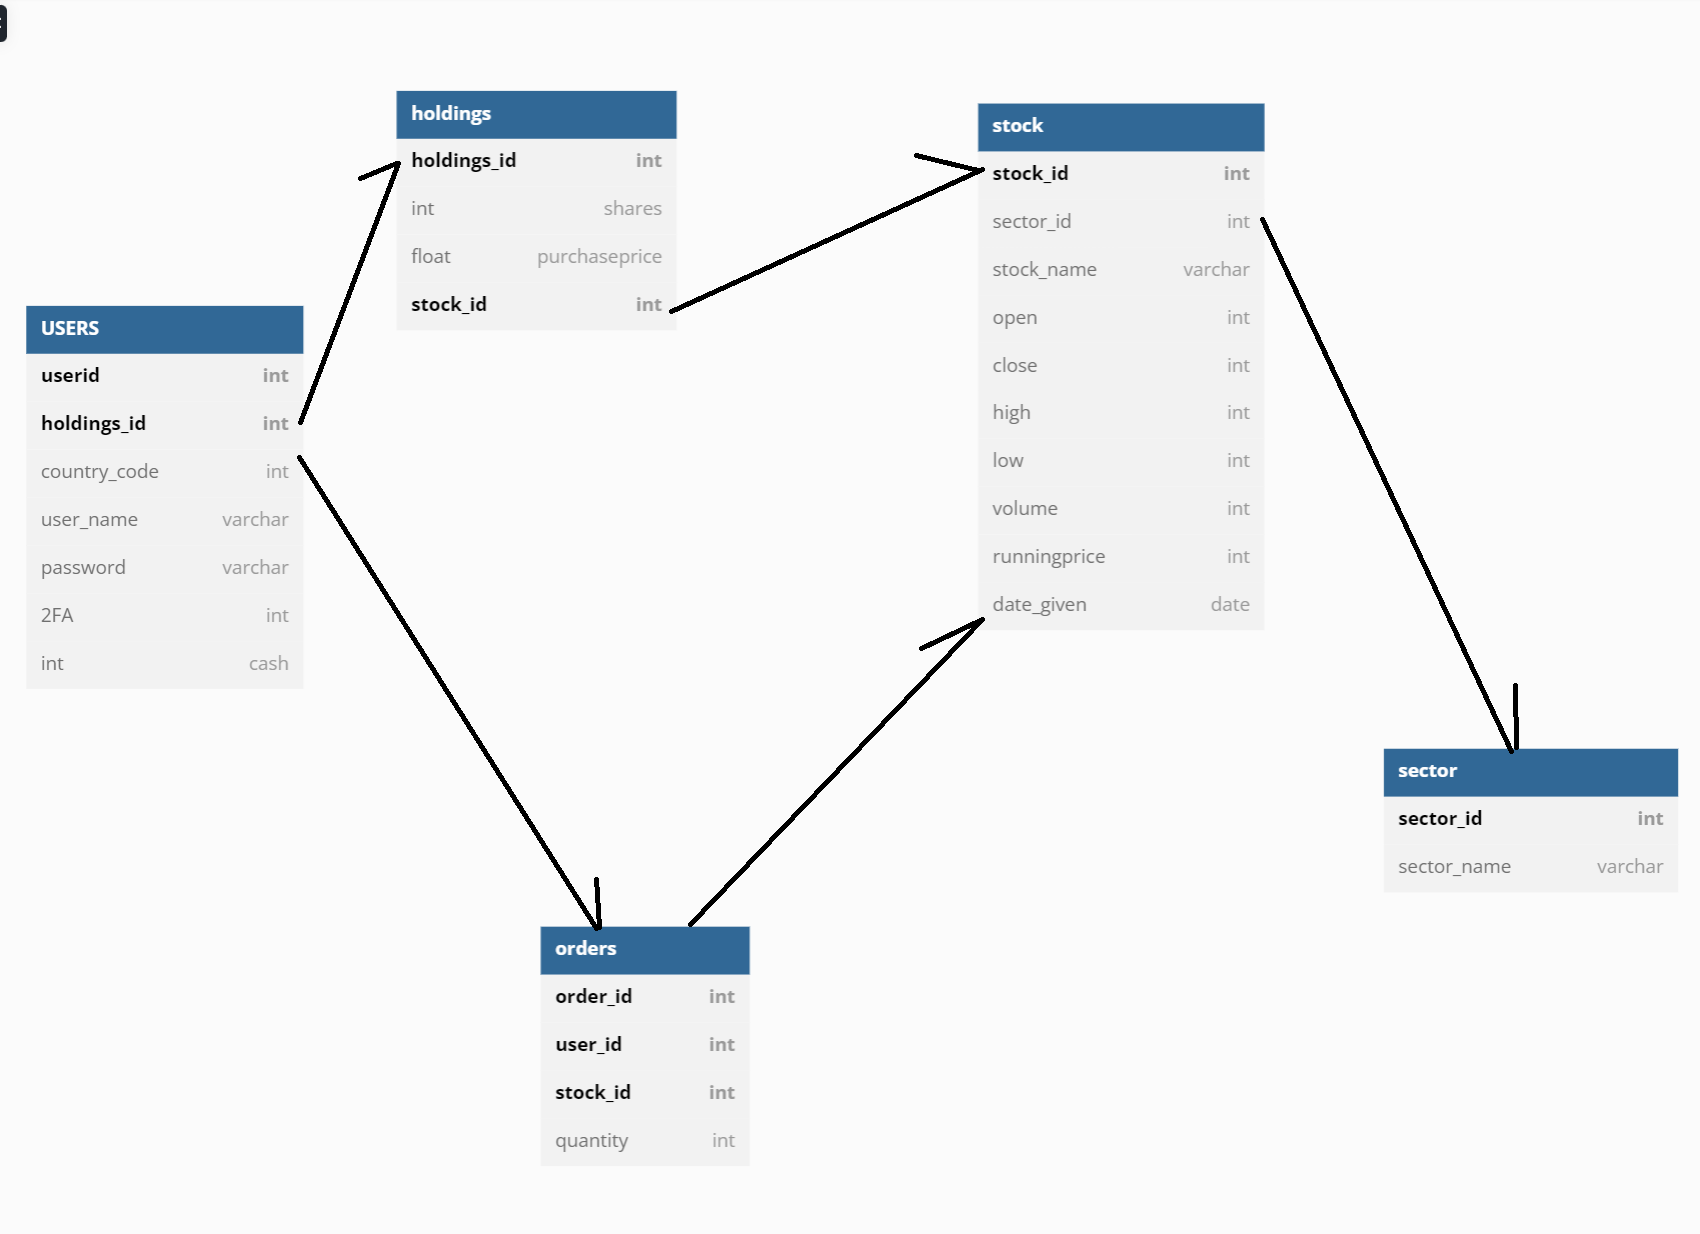 holdings
holdings_id int
int shares
float purchaseprice
stock_id int
stock
stock_id int
sector_id int
stock_name varchar
open int
close int
high int
low int
volume int
runningprice int
date_given date
USERS
userid int
holdings_id int
country_code int
user_name varchar
password varchar
2FA int
int cash
sector
sector_id int
sector_name varchar
orders
order_id int
user_id int
stock_id int
quantity int